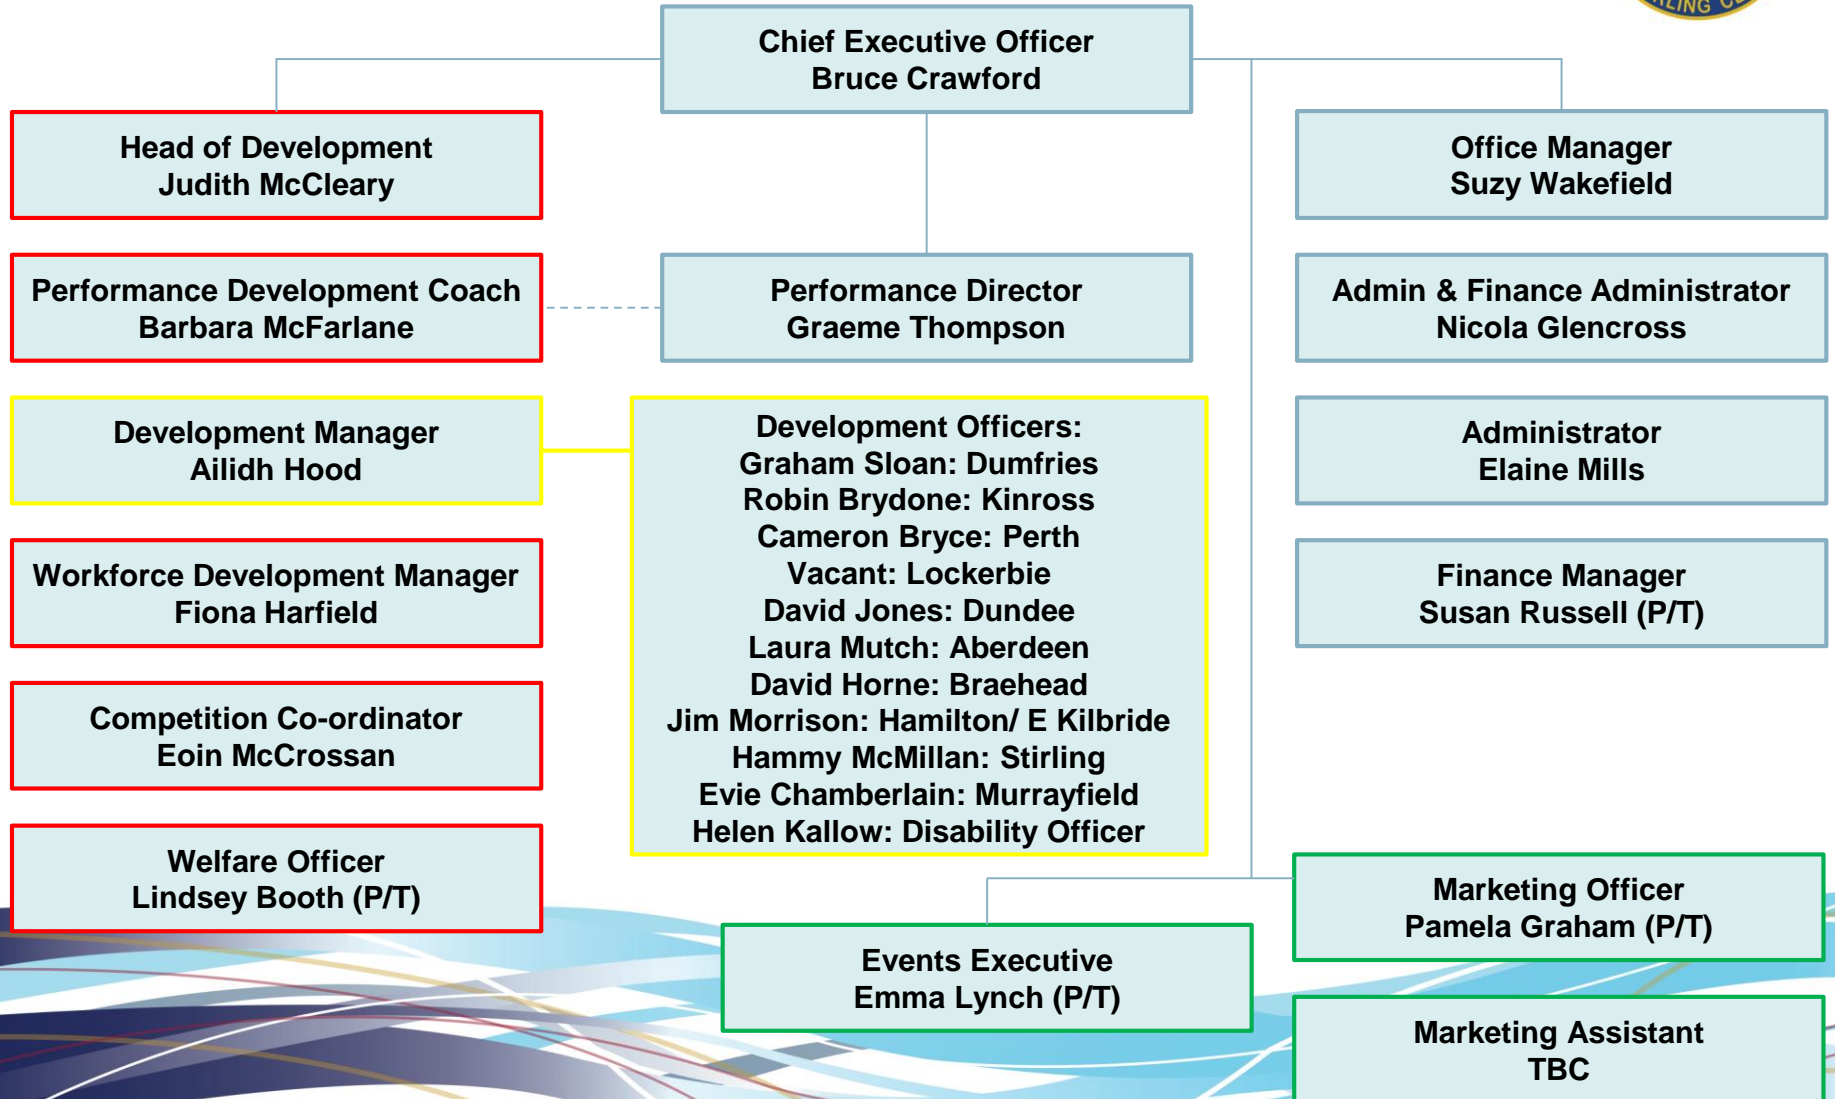 RLING CL
Chief Executive Officer
Bruce Crawford
Head of Development
Judith McCleary
Office Manager
Suzy Wakefield
Performance Development Coach
Barbara McFarlane
Performance Director
Graeme Thompson
Admin & Finance Administrator
Nicola Glencross
Development Manager
Ailidh Hood
Development Officers:
Graham Sloan: Dumfries
Robin Brydone: Kinross
Cameron Bryce: Perth
Vacant: Lockerbie
David Jones: Dundee
Laura Mutch: Aberdeen
David Horne: Braehead
Jim Morrison: Hamilton/ E Kilbride
Hammy McMillan: Stirling
Evie Chamberlain: Murrayfield
Helen Kallow: Disability Officer
Administrator
Elaine Mills
Workforce Development Manager
Fiona Harfield
Finance Manager
Susan Russell (P/T)
Competition Co-ordinator
Eoin McCrossan
Welfare Officer
Lindsey Booth (P/T)
Marketing Officer
Pamela Graham (P/T)
Events Executive
Emma Lynch (P/T)
Marketing Assistant
TBC